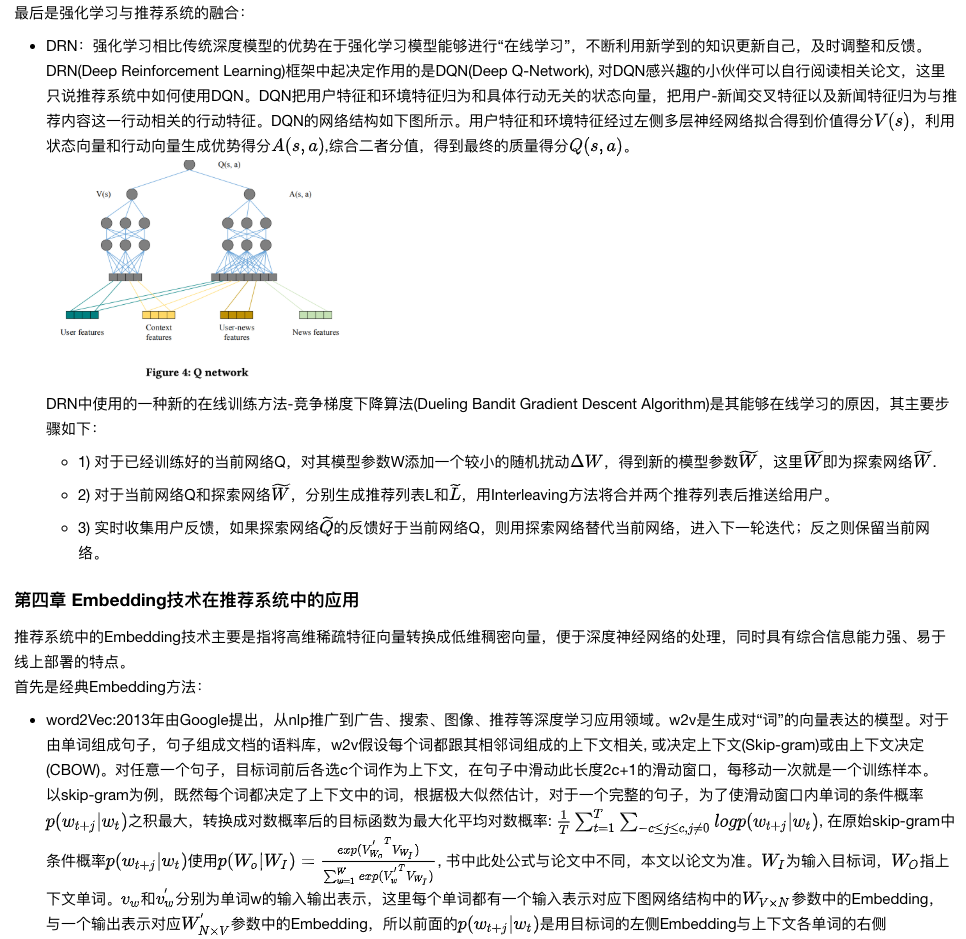 最后是强化学习与推荐系统的融合：
DRN：强化学习相比传统深度模型的优势在于强化学习模型能够进行“在线学习”，不断利用新学到的知识更新自己，及时调整和反馈。
DRN(Deep Reinforcement Learning)框架中起决定作用的是DQN(Deep Q-Network), 对DQN感兴趣的小伙伴可以自行阅读相关论文，这里
只说推荐系统中如何使用DQN。DQN把用户特征和环境特征归为和具体行动无关的状态向量，把用户-新闻交叉特征以及新闻特征归为与推
荐内容这一行动相关的行动特征。DQN的网络结构如下图所示。用户特征和环境特征经过左侧多层神经网络拟合得到价值得分V(s)，利用
状态向量和行动向量生成优势得分A(s,a),综合二者分值，得到最终的质量得分Q(s,a)。
Q(s, a)
V(s)
A(s, a)
User features
Context
features
User-news
features
News features
Figure 4: Q network
DRN中使用的一种新的在线训练方法-竞争梯度下降算法(Dueling Bandit Gradient Descent Algorithm)是其能够在线学习的原因，其主要步
骤如下：
1) 对于已经训练好的当前网络Q，对其模型参数W添加一个较小的随机扰动ΔW，得到新的模型参数W̃，这里W̃即为探索网络W̃.
2) 对于当前网络Q和探索网络W̃，分别生成推荐列表L和L̃，用Interleaving方法将合并两个推荐列表后推送给用户。
3) 实时收集用户反馈，如果探索网络Q̃的反馈好于当前网络Q，则用探索网络替代当前网络，进入下一轮迭代；反之则保留当前网
络。
第四章 Embedding技术在推荐系统中的应用
推荐系统中的Embedding技术主要是指将高维稀疏特征向量转换成低维稠密向量，便于深度神经网络的处理，同时具有综合信息能力强、易于
线上部署的特点。
首先是经典Embedding方法：
word2Vec:2013年由Google提出，从nlp推广到广告、搜索、图像、推荐等深度学习应用领域。w2v是生成对“词”的向量表达的模型。对于
由单词组成句子，句子组成文档的语料库，w2v假设每个词都跟其相邻词组成的上下文相关, 或决定上下文(Skip-gram)或由上下文决定
(CBOW)。对任意一个句子，目标词前后各选c个词作为上下文，在句子中滑动此长度2c+1的滑动窗口，每移动一次就是一个训练样本。
以skip-gram为例，既然每个词都决定了上下文中的词，根据极大似然估计，对于一个完整的句子，为了使滑动窗口内单词的条件概率
p(w_{t+j}|w_t)之积最大，转换成对数概率后的目标函数为最大化平均对数概率: \frac{1}{T} \sum_{t=1}^{T} \sum_{-c≤j≤c,j≠0} logp(w_{t+j}|w_t), 在原始skip-gram中
条件概率p(w_{t+j}|w_t)使用p(W_o|W_I) = \frac{exp(V_{W_o}^{'T} V_{W_I})}{\sum_{w=1}^{W} exp(V_w^{'T} V_{W_I})}, 书中此处公式与论文中不同，本文以论文为准。W_I为输入目标词，W_O指上
下文单词。v_w和v_w^{'}分别为单词w的输入输出表示，这里每个单词都有一个输入表示对应下图网络结构中的W_{V×N}参数中的Embedding，
与一个输出表示对应W_{N×V}^{'}参数中的Embedding，所以前面的p(w_{t+j}|w_t)是用目标词的左侧Embedding与上下文各单词的右侧